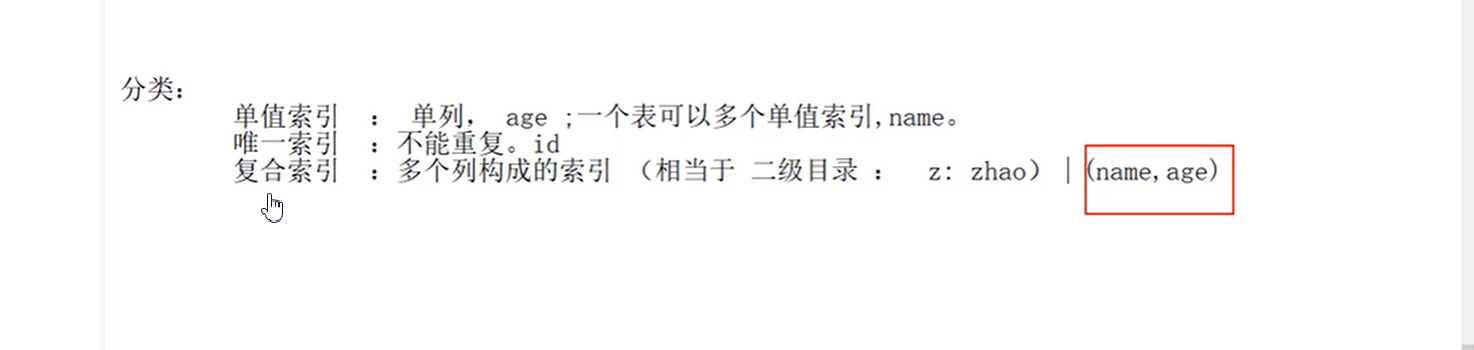 分类：
单值索引 ： 单列， age ;一个表可以多个单值索引,name。
唯一索引 ：不能重复。id
复合索引 ：多个列构成的索引 （相当于 二级目录 ： z: zhao） | (name,age)